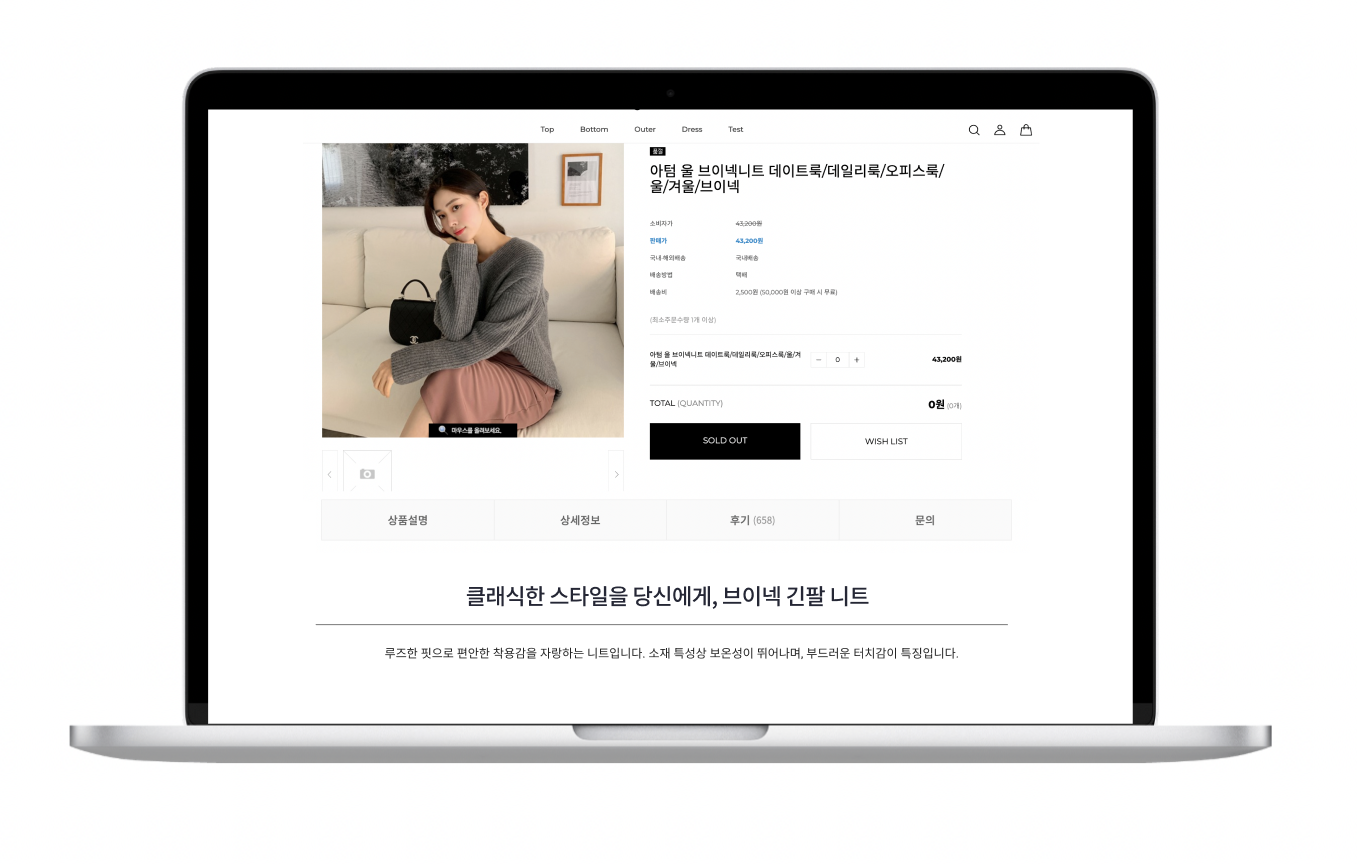 Top Bottom Outer Dress Test
품절
아텀 울 브이넥니트 데이트룩/데일리룩/오피스룩/
울/겨울/브이넥
소비자가 43,200원
판매가 43,200원
국내·해외배송 국내배송
배송방법 택배
배송비 2,500원 (50,000원 이상 구매 시 무료)
(최소주문수량 1개 이상)
아텀 울 브이넥니트 데이트룩/데일리룩/오피스룩/울/겨
울/브이넥
− 0 + 43,200원
TOTAL (QUANTITY) 0원 (0개)
마우스를 올려보세요.
SOLD OUT WISH LIST
상품설명 상세정보 후기 (658) 문의
클래식한 스타일을 당신에게, 브이넥 긴팔 니트
루즈한 핏으로 편안한 착용감을 자랑하는 니트입니다. 소재 특성상 보온성이 뛰어나며, 부드러운 터치감이 특징입니다.